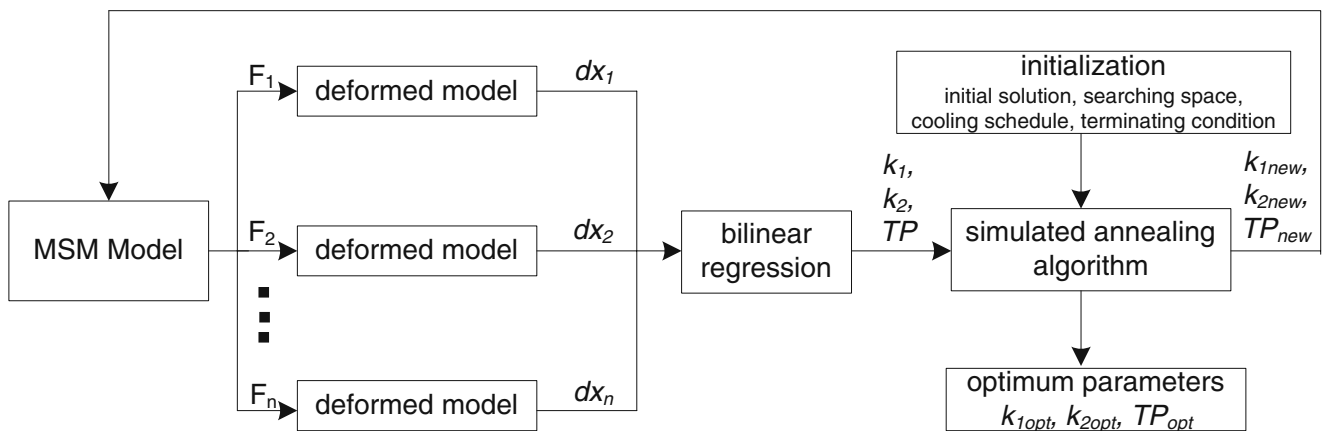 initialization
initial solution, searching space,
cooling schedule, terminating condition
F1
deformed model
dx1
MSM Model
F2
deformed model
dx2
bilinear
regression
k1,
k2,
TP
simulated annealing
algorithm
k1new,
k2new,
TPnew
Fn
deformed model
dxn
optimum parameters
k1opt, k2opt, TPopt